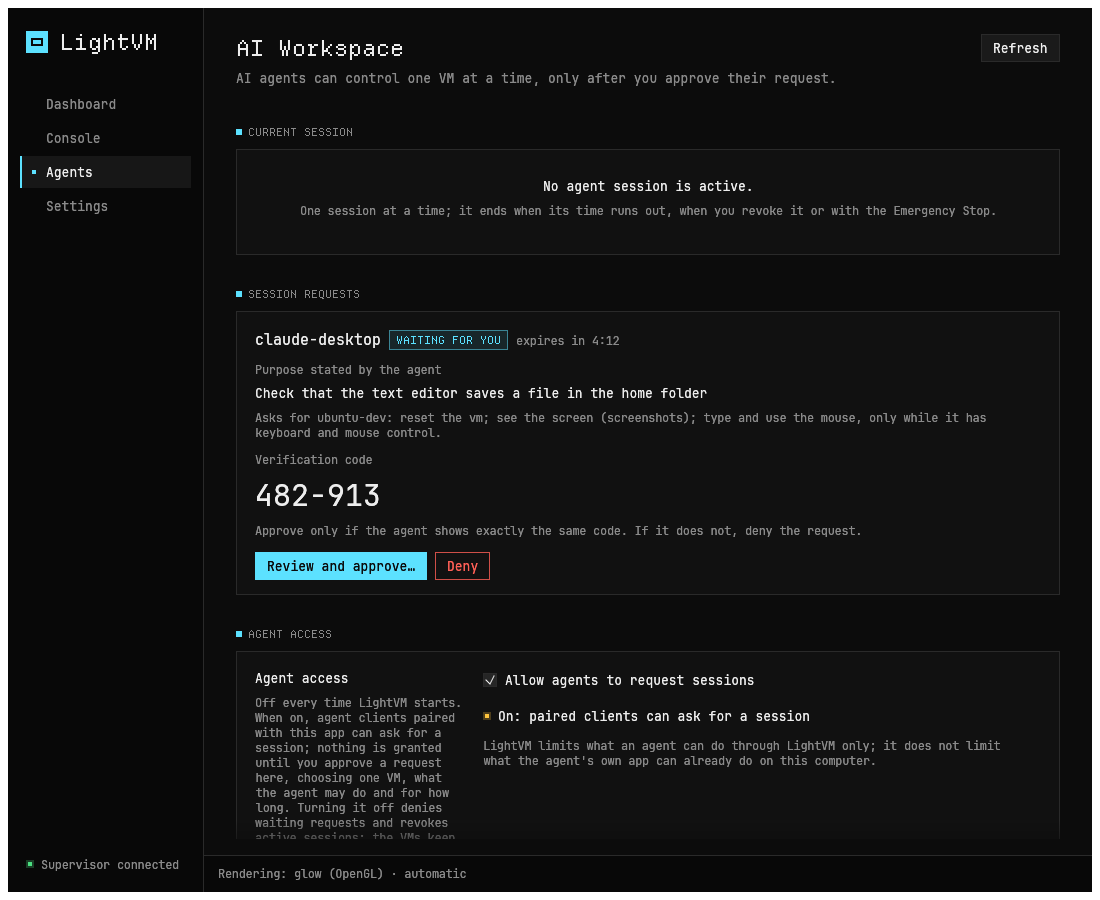 LightVM
Dashboard
Console
Agents
Settings
Supervisor connected
AI Workspace
Refresh
AI agents can control one VM at a time, only after you approve their request.
CURRENT SESSION
No agent session is active.
One session at a time; it ends when its time runs out, when you revoke it or with the Emergency Stop.
SESSION REQUESTS
claude-desktop WAITING FOR YOU expires in 4:12
Purpose stated by the agent
Check that the text editor saves a file in the home folder
Asks for ubuntu-dev: reset the vm; see the screen (screenshots); type and use the mouse, only while it has
keyboard and mouse control.
Verification code
482-913
Approve only if the agent shows exactly the same code. If it does not, deny the request.
Review and approve… Deny
AGENT ACCESS
Agent access
Off every time LightVM starts.
When on, agent clients paired
with this app can ask for a
session; nothing is granted
until you approve a request
here, choosing one VM, what
the agent may do and for how
long. Turning it off denies
waiting requests and revokes
active sessions; the VMs keep
Allow agents to request sessions
On: paired clients can ask for a session
LightVM limits what an agent can do through LightVM only; it does not limit
what the agent's own app can already do on this computer.
Rendering: glow (OpenGL) · automatic